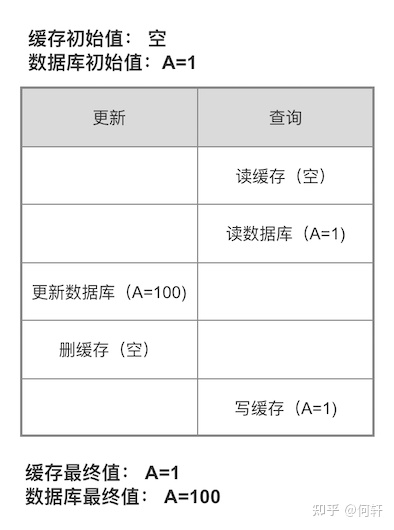 缓存初始值： 空
数据库初始值：A=1
更新 查询
读缓存（空）
读数据库（A=1)
更新数据库（A=100)
删缓存（空）
写缓存（A=1)
缓存最终值： A=1
数据库最终值： A=100
知乎 @何轩